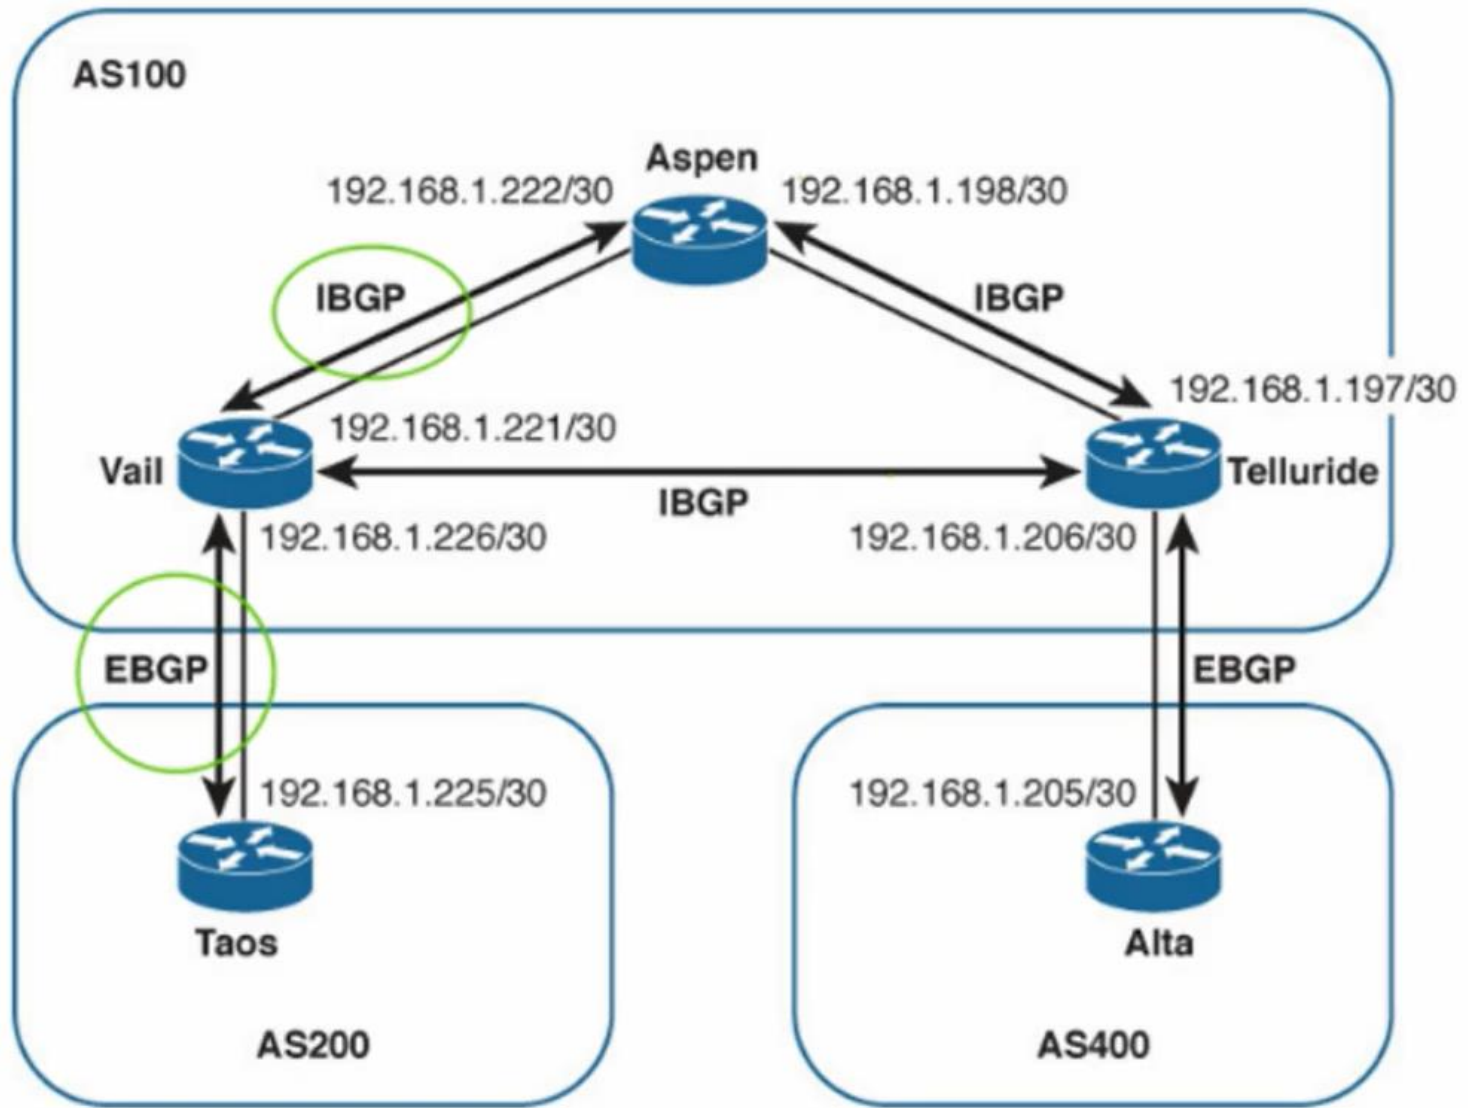 AS100
Aspen
192.168.1.222/30
192.168.1.198/30
IBGP
IBGP
192.168.1.197/30
192.168.1.221/30
Vail
Telluride
IBGP
192.168.1.226/30
192.168.1.206/30
EBGP
EBGP
192.168.1.225/30
192.168.1.205/30
Taos
Alta
AS200
AS400